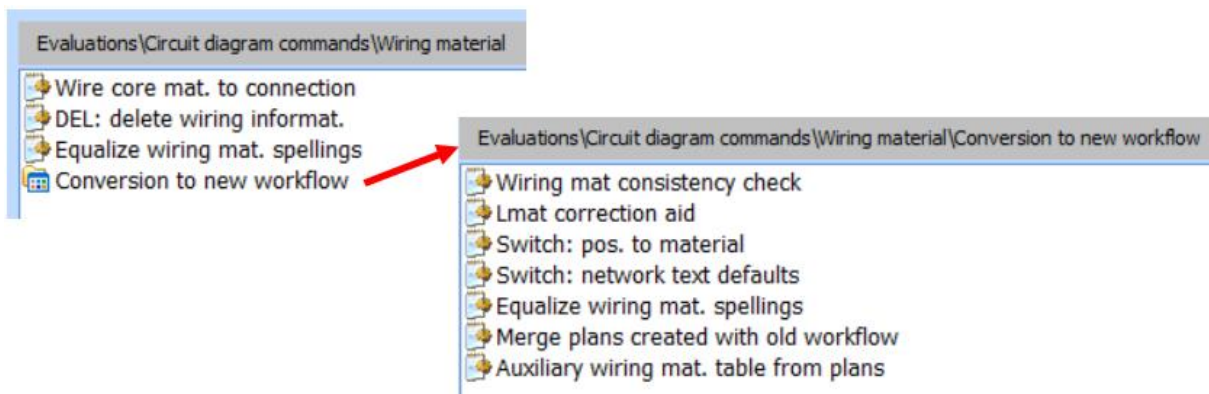 Evaluations\Circuit diagram commands\Wiring material
Wire core mat. to connection
DEL: delete wiring informat.
Equalize wiring mat. spellings
Conversion to new workflow
Evaluations\Circuit diagram commands\Wiring material\Conversion to new workflow
Wiring mat consistency check
Lmat correction aid
Switch: pos. to material
Switch: network text defaults
Equalize wiring mat. spellings
Merge plans created with old workflow
Auxiliary wiring mat. table from plans